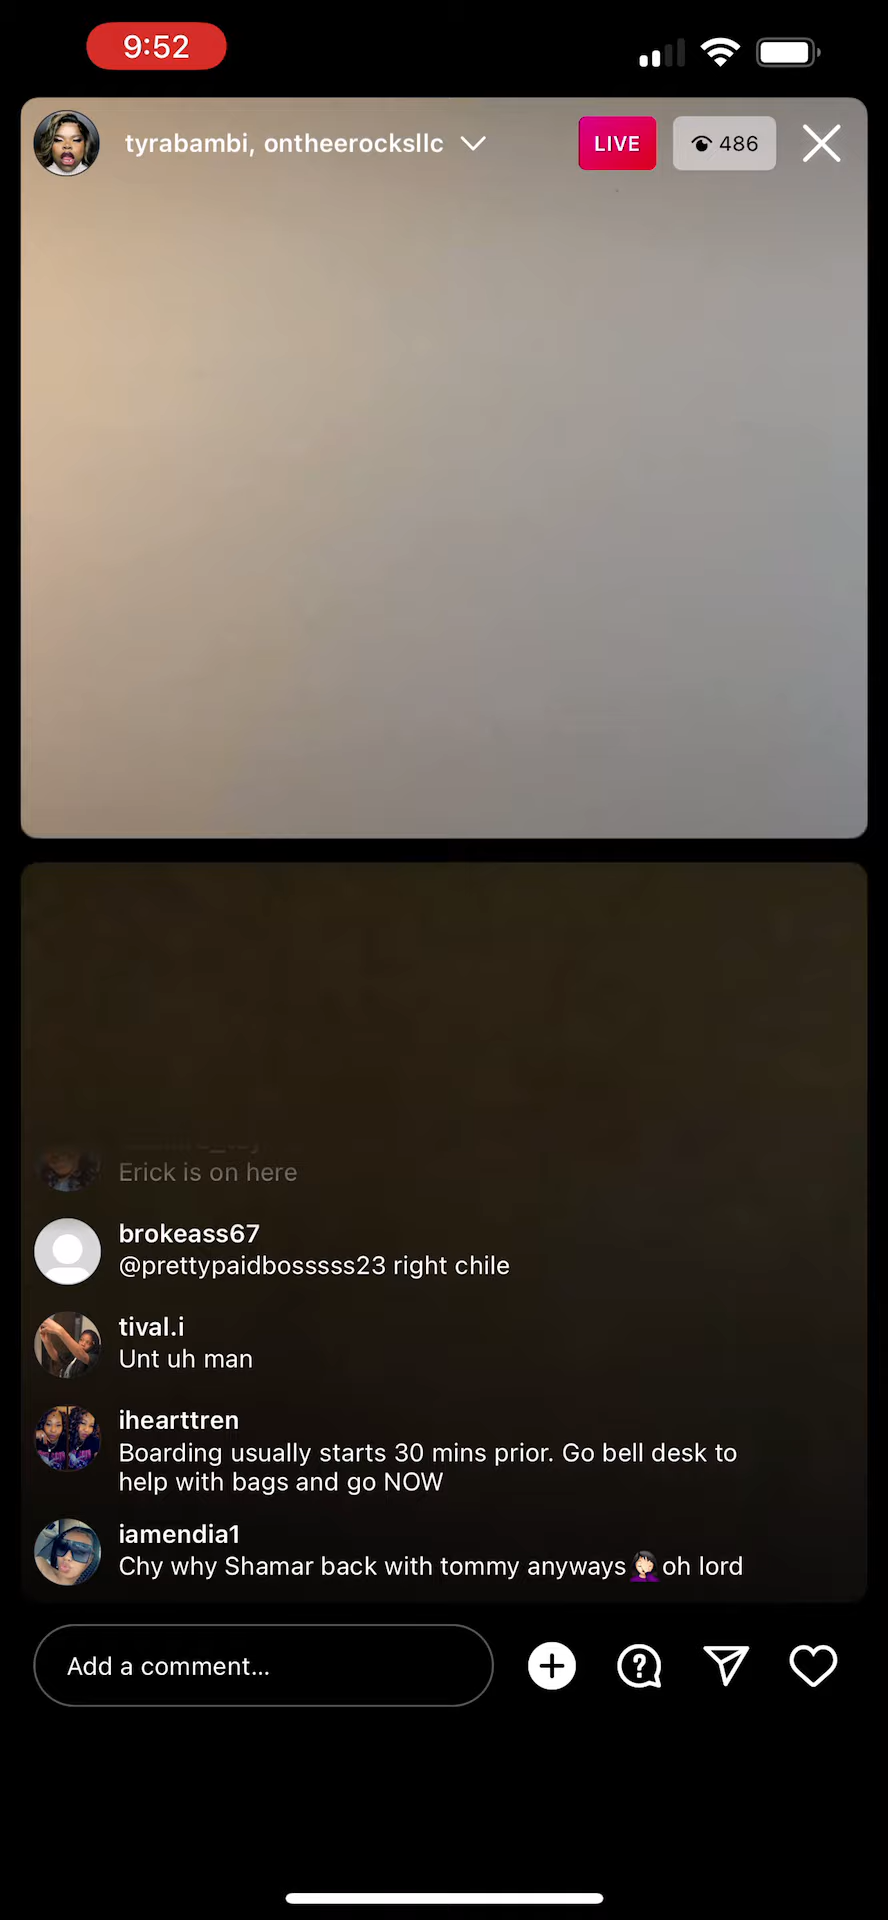 9:52
tyrabambi, ontheerocksllc
LIVE
486
Erick is on here
brokeass67
@prettypaidbosssss23 right chile
tival.i
Unt uh man
ihearttren
Boarding usually starts 30 mins prior. Go bell desk to
help with bags and go NOW
iamendia1
Chy why Shamar back with tommy anyways🤦🏻‍♀️oh lord
Add a comment...